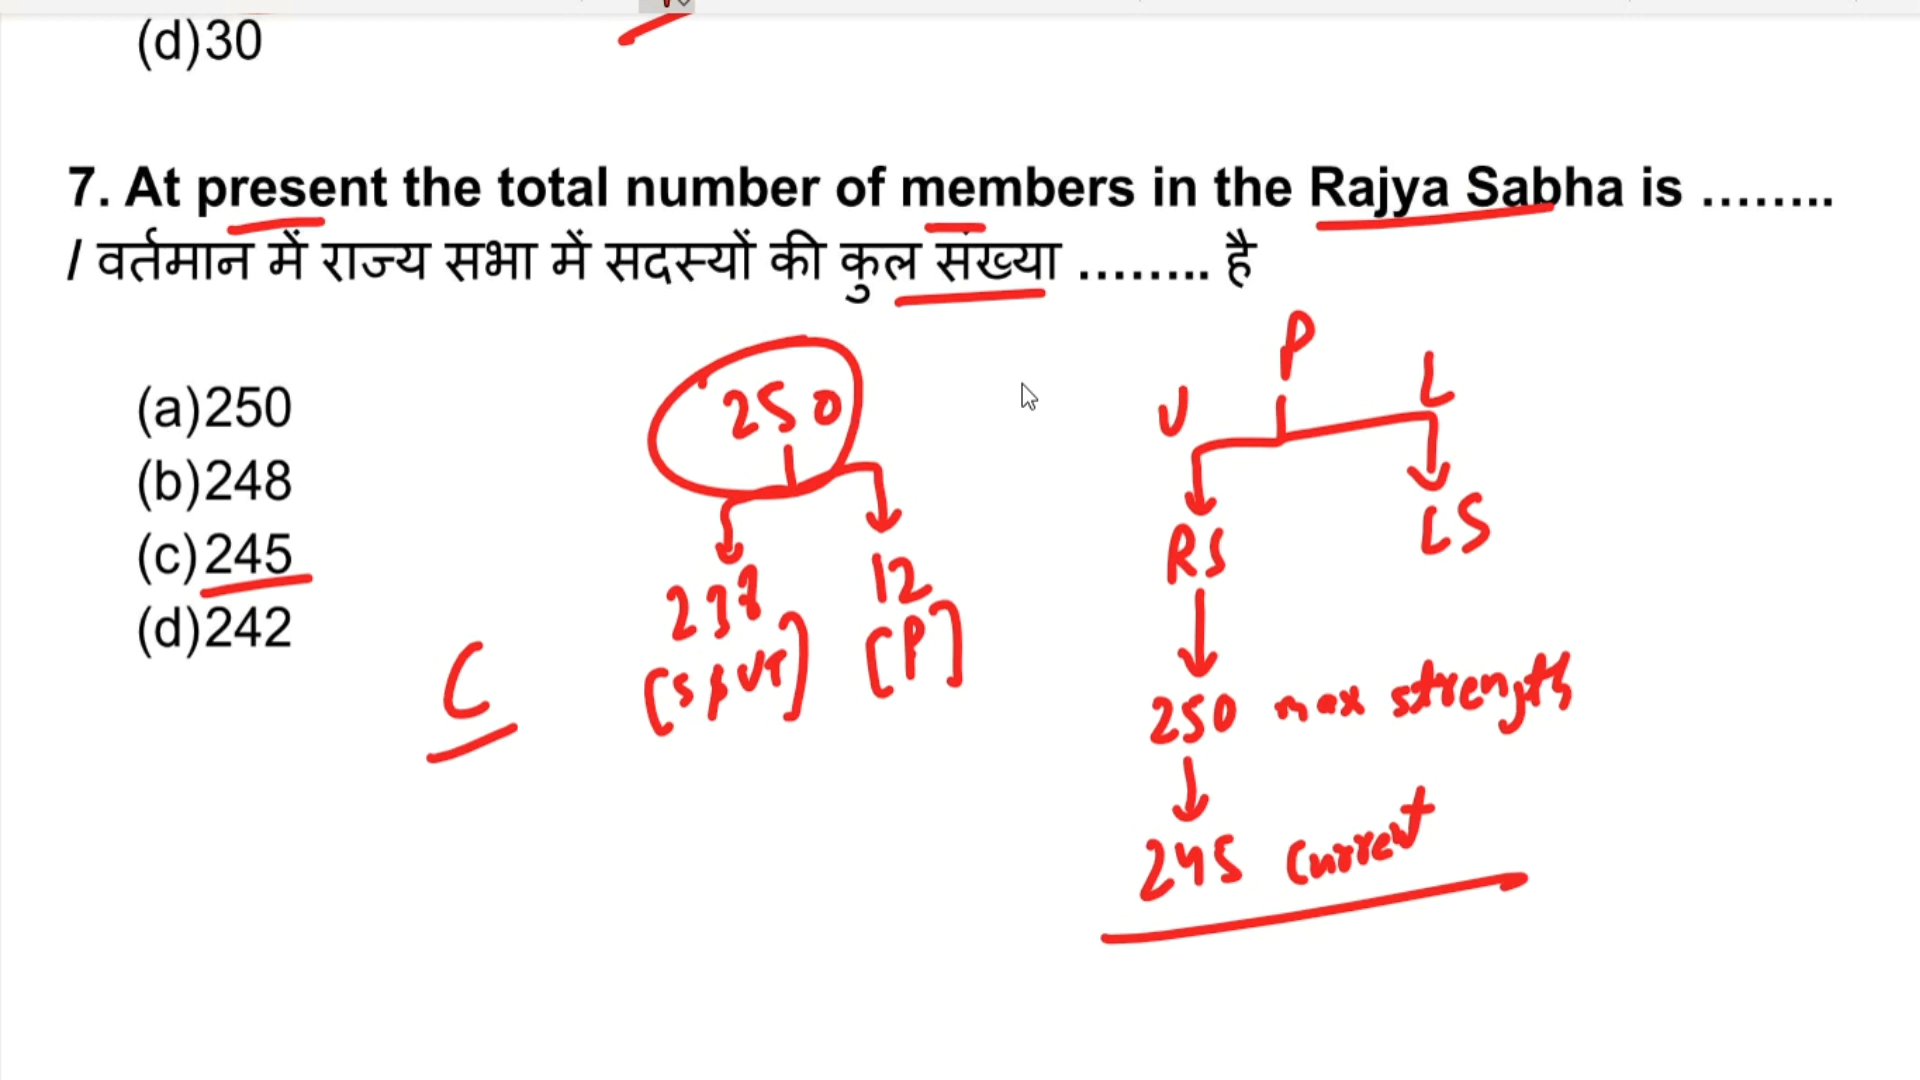 (d)30
7. At present the total number of members in the Rajya Sabha is ........
/ वर्तमान में राज्य सभा में सदस्यों की कुल संख्या ........ है
(a)250
(b)248
(c)245
(d)242
C
250
238
12
[S & UT]
[P]
P
U
L
RS
LS
250 max strength
245 Current